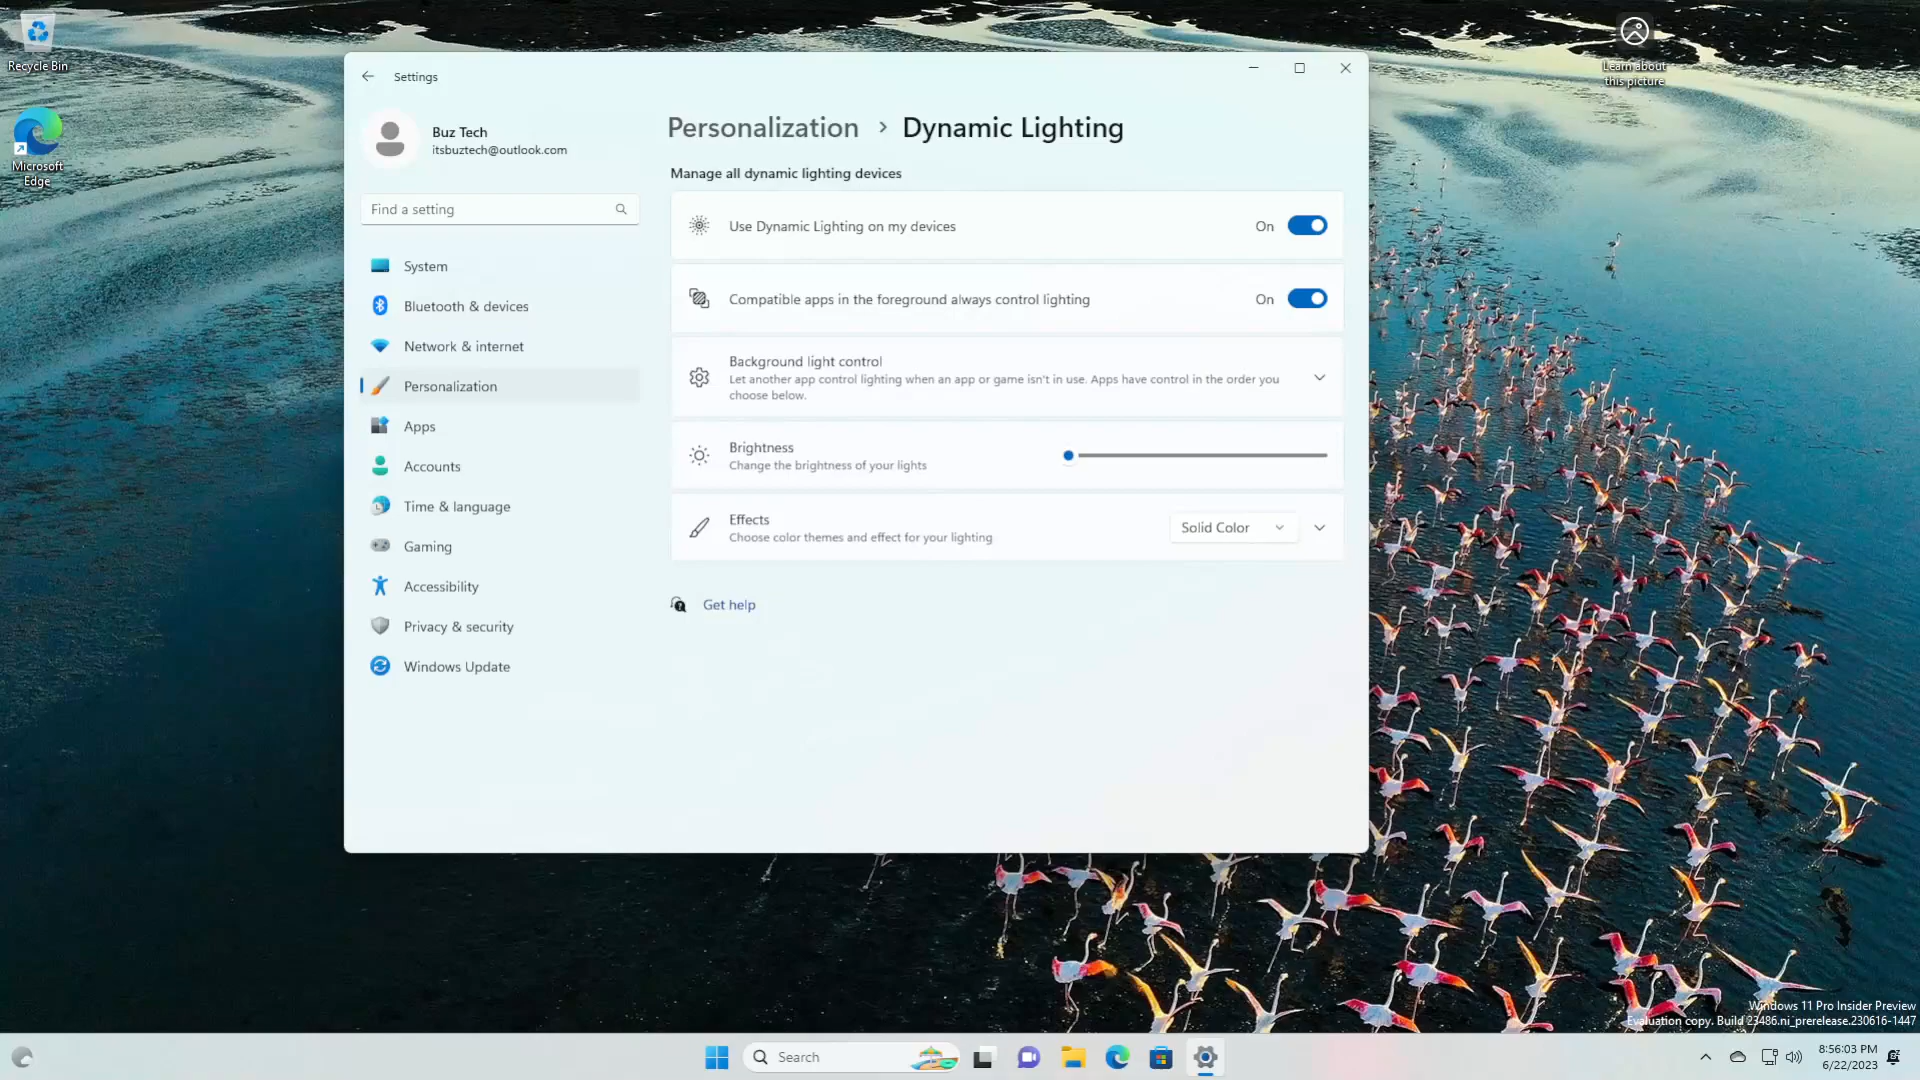 Recycle Bin
Microsoft
Edge
Learn about
this picture
Settings
Buz Tech
itsbuztech@outlook.com
Find a setting
System
Bluetooth & devices
Network & internet
Personalization
Apps
Accounts
Time & language
Gaming
Accessibility
Privacy & security
Windows Update
Personalization > Dynamic Lighting
Manage all dynamic lighting devices
Use Dynamic Lighting on my devices On
Compatible apps in the foreground always control lighting On
Background light control
Let another app control lighting when an app or game isn't in use. Apps have control in the order you
choose below.
Brightness
Change the brightness of your lights
Effects
Choose color themes and effect for your lighting
Solid Color
Get help
Windows 11 Pro Insider Preview
Evaluation copy. Build 23486.ni_prerelease.230616-1447
Search
8:56:03 PM
6/22/2023